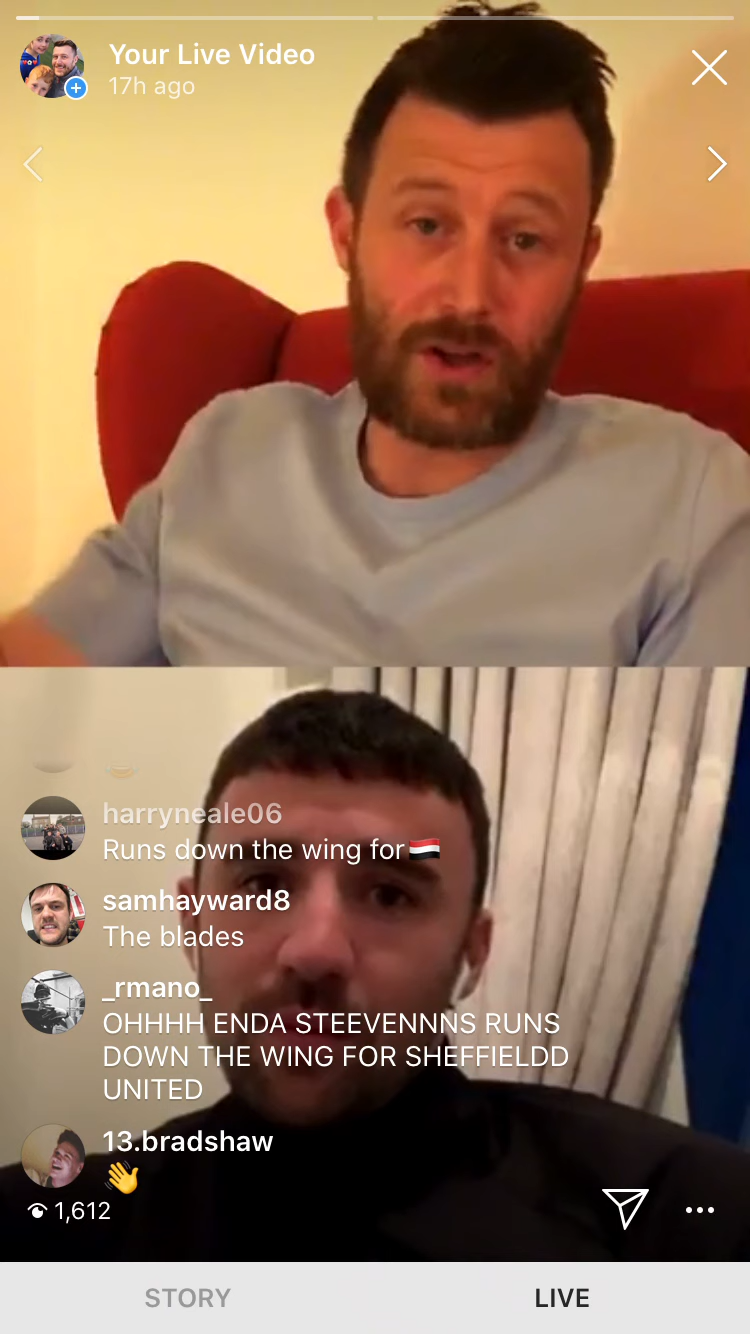 Your Live Video
17h ago
harryneale06
Runs down the wing for🇾🇪
samhayward8
The blades
_rmano_
OHHHH ENDA STEEVENNNS RUNS
DOWN THE WING FOR SHEFFIELDD
UNITED
13.bradshaw
👋
1,612
STORY
LIVE